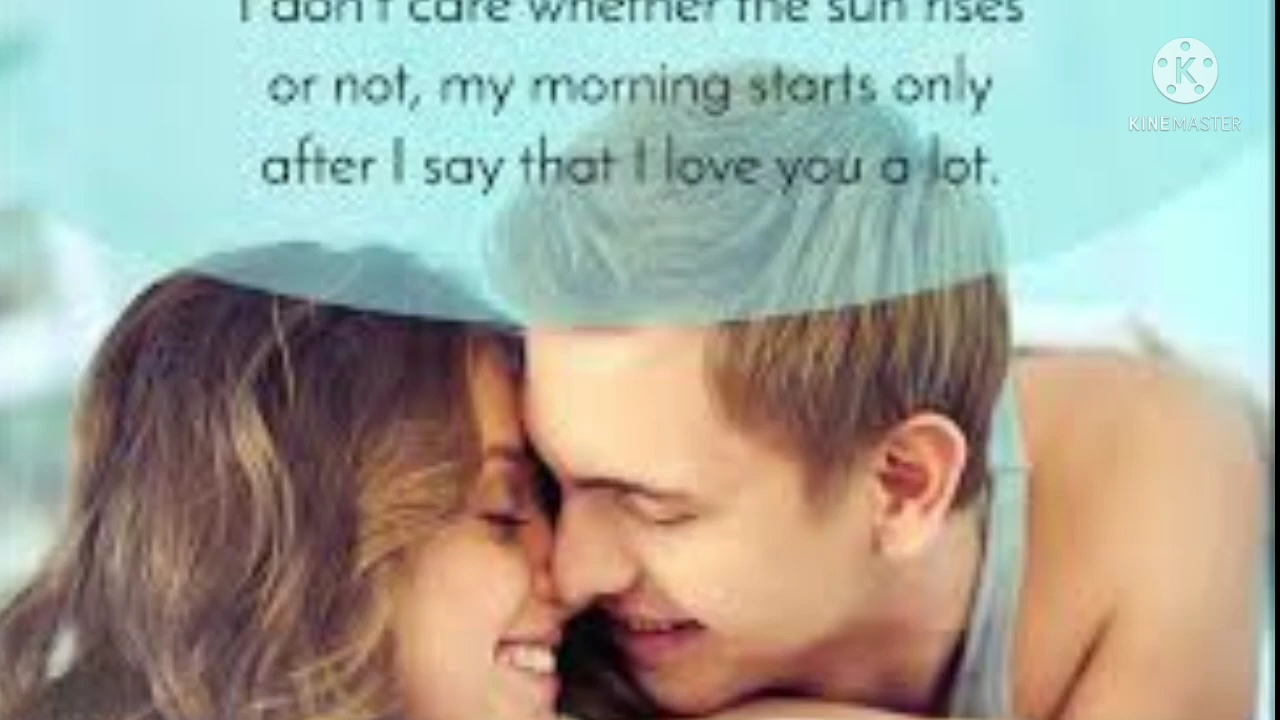 I don't care whether the sun rises
or not, my morning starts only
after I say that I love you a lot.
KINEMASTER